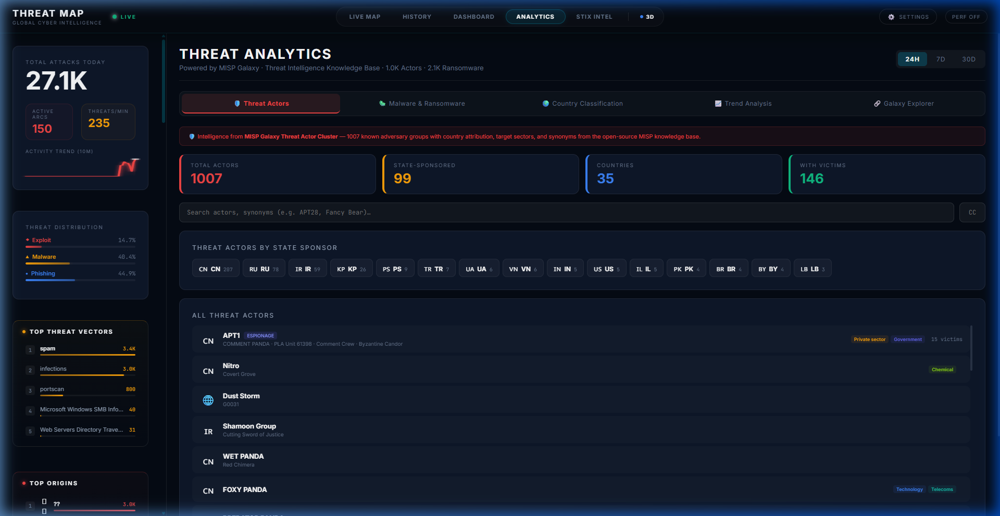 THREAT MAP
GLOBAL CYBER INTELLIGENCE
LIVE
LIVE MAP
HISTORY
DASHBOARD
ANALYTICS
STIX INTEL
3D
SETTINGS
PERF OFF
TOTAL ATTACKS TODAY
27.1K
ACTIVE ARCS
150
THREATS/MIN
235
ACTIVITY TREND (10M)
THREAT DISTRIBUTION
Exploit 14.7%
Malware 40.4%
Phishing 44.9%
TOP THREAT VECTORS
1 spam 3.4K
2 infections 3.0K
3 portscan 800
4 Microsoft Windows SMB Info... 40
5 Web Servers Directory Trave... 31
TOP ORIGINS
1 ?? 3.0K
THREAT ANALYTICS
Powered by MISP Galaxy · Threat Intelligence Knowledge Base · 1.0K Actors · 2.1K Ransomware
24H 7D 30D
Threat Actors
Malware & Ransomware
Country Classification
Trend Analysis
Galaxy Explorer
Intelligence from MISP Galaxy Threat Actor Cluster — 1007 known adversary groups with country attribution, target sectors, and synonyms from the open-source MISP knowledge base.
TOTAL ACTORS
1007
STATE-SPONSORED
99
COUNTRIES
35
WITH VICTIMS
146
Search actors, synonyms (e.g. APT28, Fancy Bear)…
CC
THREAT ACTORS BY STATE SPONSOR
CN CN 207
RU RU 78
IR IR 59
KP KP 26
PS PS 9
TR TR 7
UA UA 6
VN VN 6
IN IN 5
US US 5
IL IL 5
PK PK 4
BR BR 4
BY BY 4
LB LB 3
ALL THREAT ACTORS
CN APT1 ESPIONAGE
COMMENT PANDA · PLA Unit 61398 · Comment Crew · Byzantine Candor
Private sector Government 15 victims
CN Nitro
Covert Grove
Chemical
Dust Storm
G0031
IR Shamoon Group
Cutting Sword of Justice
CN WET PANDA
Red Chimera
CN FOXY PANDA
Technology Telecoms